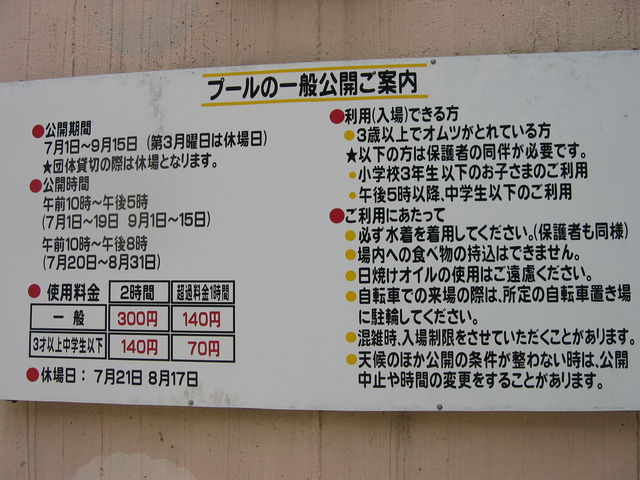 プールの一般公開ご案内
●公開期間
7月1日～9月15日（第3月曜日は休場日）
★団体貸切の際は休場となります。
●公開時間
午前10時～午後5時
(7月1日～19日 9月1日～15日)
午前10時～午後8時
(7月20日～8月31日)
●使用料金 2時間 超過料金1時間
一般 300円 140円
3才以上中学生以下 140円 70円
●休場日： 7月21日 8月17日
●利用(入場)できる方
●3歳以上でオムツがとれている方
★以下の方は保護者の同伴が必要です。
●小学校3年生以下のお子さまのご利用
●午後5時以降、中学生以下のご利用
●ご利用にあたって
●必ず水着を着用してください。(保護者も同様)
●場内への食べ物の持込はできません。
●日焼けオイルの使用はご遠慮ください。
●自転車での来場の際は、所定の自転車置き場
に駐輪してください。
●混雑時、入場制限をさせていただくことがあります。
●天候のほか公開の条件が整わない時は、公開
中止や時間の変更をすることがあります。